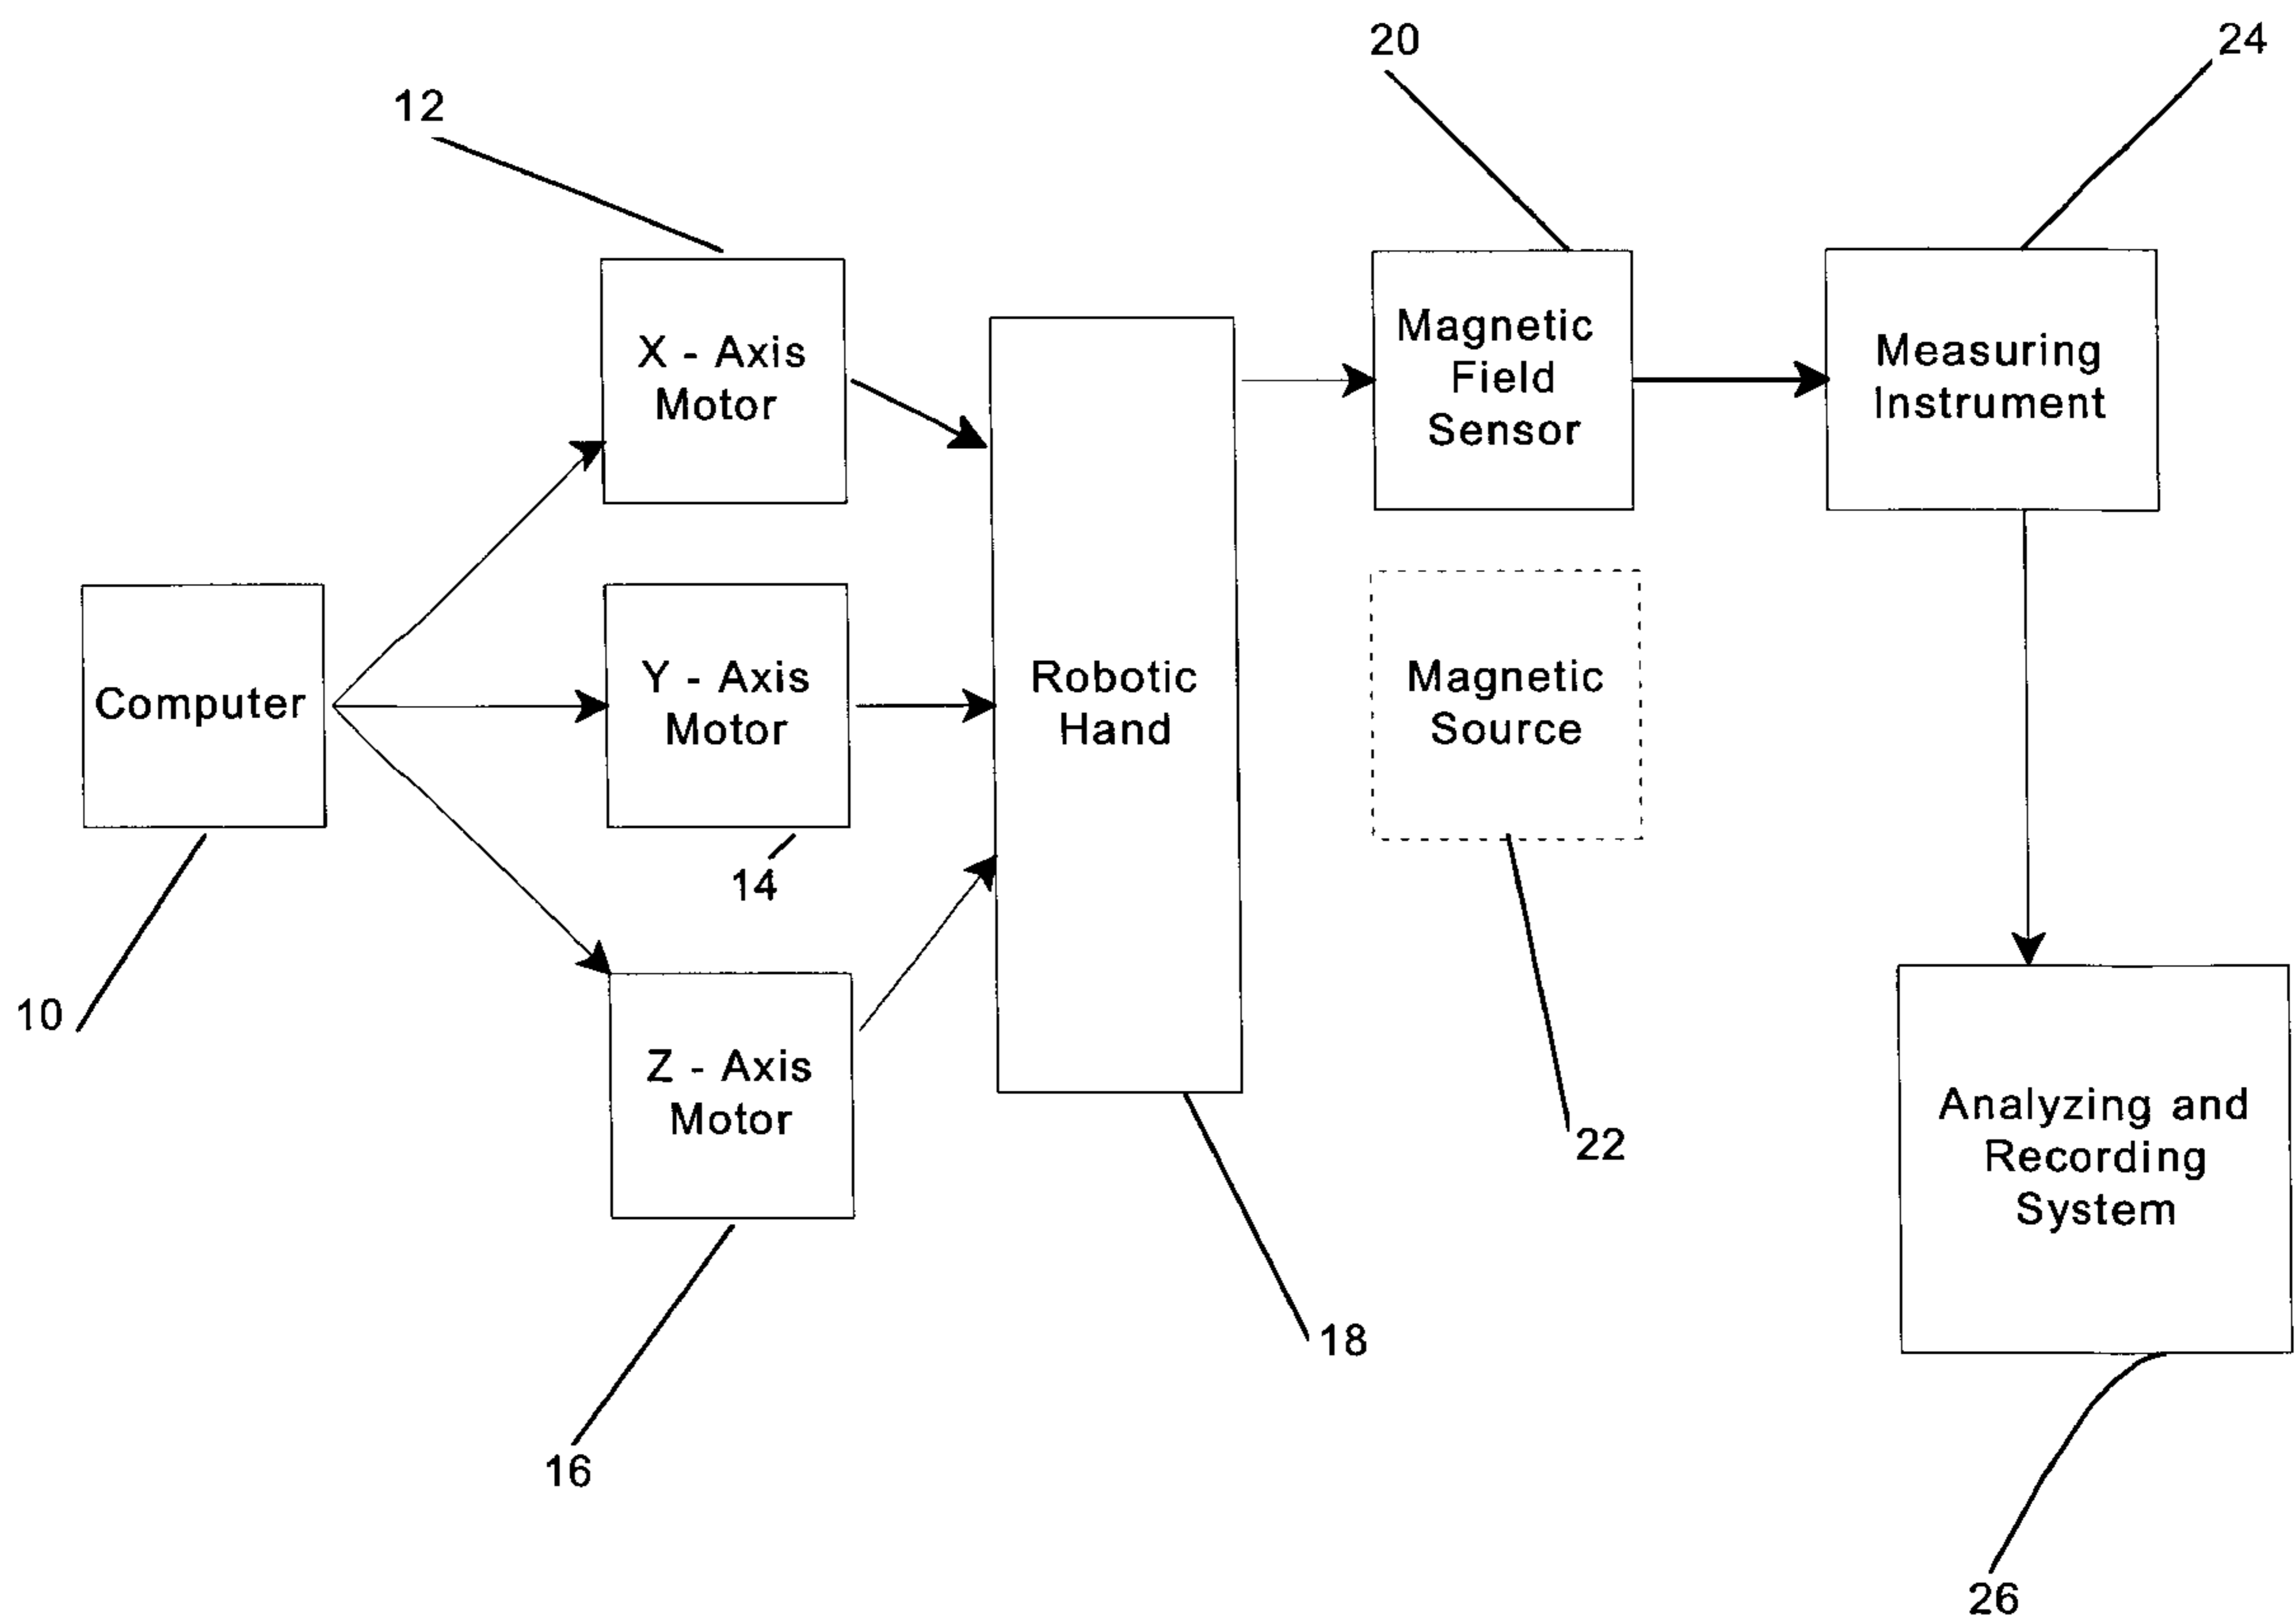 20
24
12
X - Axis
Motor
Magnetic
Field
Sensor
Measuring
Instrument
Computer
Y - Axis
Motor
Robotic
Hand
Magnetic
Source
14
10
Z - Axis
Motor
22
Analyzing and
Recording
System
18
16
26